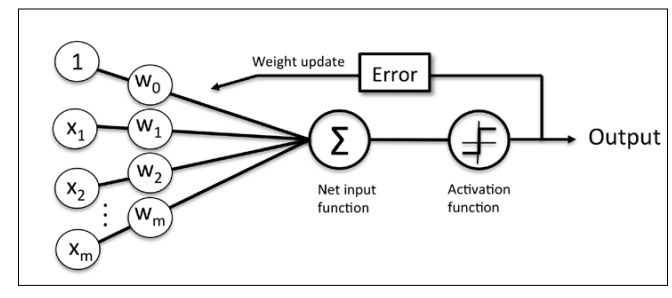 1
w0
x1
w1
x2
w2
⋮
wm
xm
Weight update
Error
Σ
Net input
function
Activation
function
Output